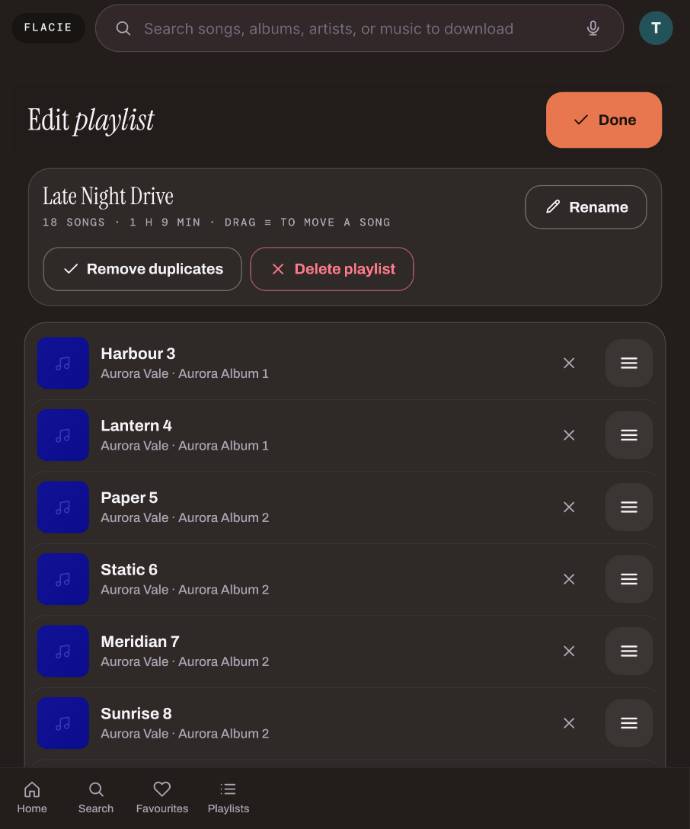 FLACIE
Search songs, albums, artists, or music to download
T
Edit playlist
Done
Late Night Drive
18 SONGS · 1 H 9 MIN · DRAG ≡ TO MOVE A SONG
Rename
Remove duplicates
Delete playlist
Harbour 3
Aurora Vale · Aurora Album 1
Lantern 4
Aurora Vale · Aurora Album 1
Paper 5
Aurora Vale · Aurora Album 2
Static 6
Aurora Vale · Aurora Album 2
Meridian 7
Aurora Vale · Aurora Album 2
Sunrise 8
Aurora Vale · Aurora Album 2
Home
Search
Favourites
Playlists